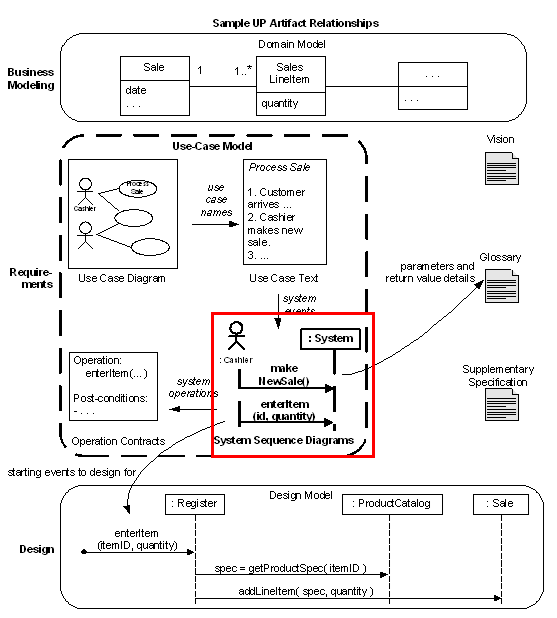 Sample UP Artifact Relationships
Domain Model
Business
Modeling
Sale
date
. . .
1
1..*
Sales
LineItem
quantity
. . .
. . .
Use-Case Model
Vision
Process
Sale
Cashier
use
case
names
Process Sale
1. Customer
arrives ...
2. Cashier
makes new
sale.
3. ...
Use Case Diagram
Use Case Text
Require-
ments
system
events
parameters and
return value details
Glossary
: Cashier
: System
make
NewSale()
enterItem
(id, quantity)
System Sequence Diagrams
Operation:
enterItem(...)
Post-conditions:
- . . .
system
operations
Operation Contracts
Supplementary
Specification
starting events to design for
Design Model
Design
: Register
: ProductCatalog
: Sale
enterItem
(itemID, quantity)
spec = getProductSpec( itemID )
addLineItem( spec, quantity )